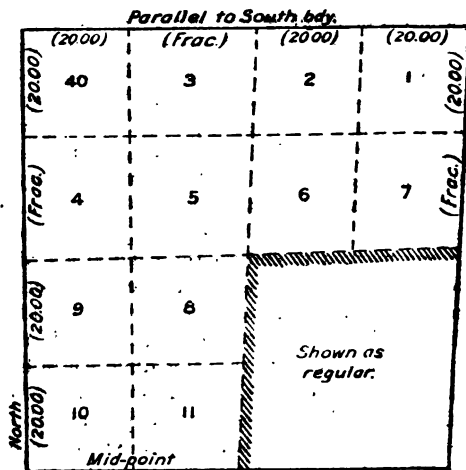 Parallel to South bdy.
(20.00) (Frac.) (20.00) (20.00)
(20.00) 40 3 2 1 (20.00)
(Frac.) 4 5 6 7 (Frac.)
(20.00) 9 8
Shown as
regular.
North (20.00) 10 11
Mid-point